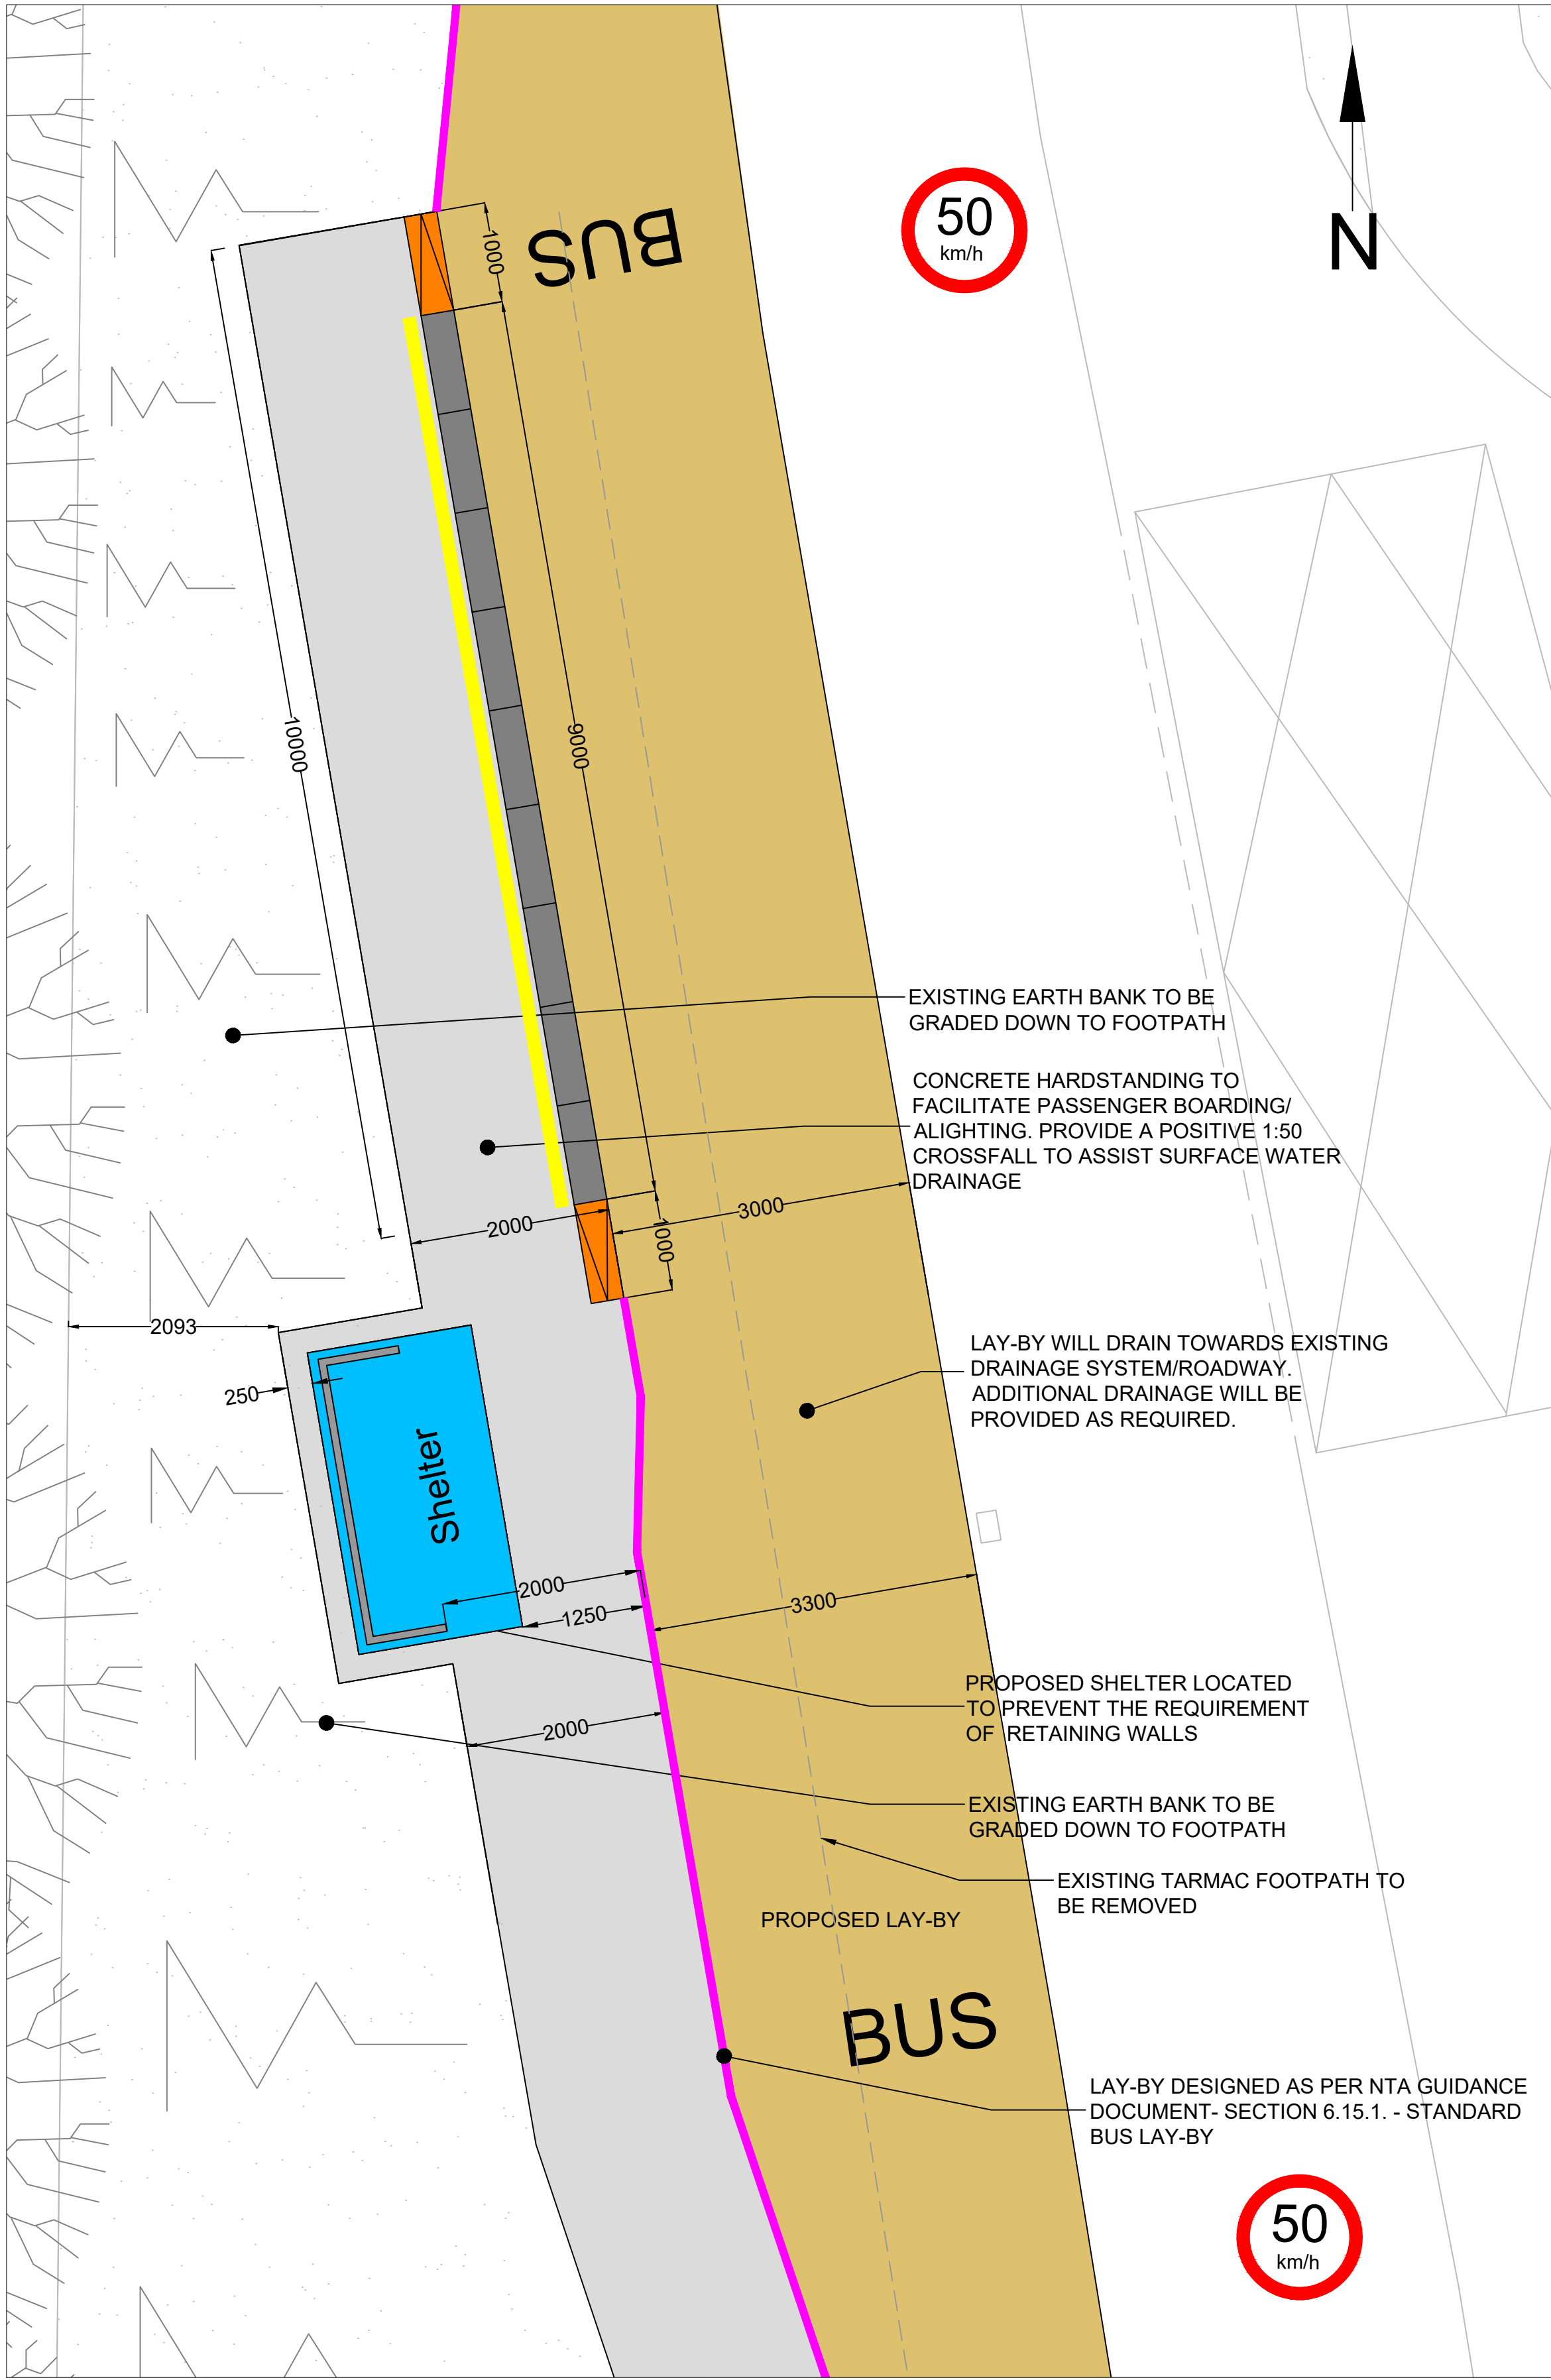 50
km/h
N
BUS
1000
10000
9000
EXISTING EARTH BANK TO BE
GRADED DOWN TO FOOTPATH
CONCRETE HARDSTANDING TO
FACILITATE PASSENGER BOARDING/
ALIGHTING. PROVIDE A POSITIVE 1:50
CROSSFALL TO ASSIST SURFACE WATER
DRAINAGE
2000
3000
1000
2093
250
Shelter
LAY-BY WILL DRAIN TOWARDS EXISTING
DRAINAGE SYSTEM/ROADWAY.
ADDITIONAL DRAINAGE WILL BE
PROVIDED AS REQUIRED.
2000
1250
3300
PROPOSED SHELTER LOCATED
TO PREVENT THE REQUIREMENT
OF RETAINING WALLS
2000
EXISTING EARTH BANK TO BE
GRADED DOWN TO FOOTPATH
EXISTING TARMAC FOOTPATH TO
BE REMOVED
PROPOSED LAY-BY
BUS
LAY-BY DESIGNED AS PER NTA GUIDANCE
DOCUMENT- SECTION 6.15.1. - STANDARD
BUS LAY-BY
50
km/h